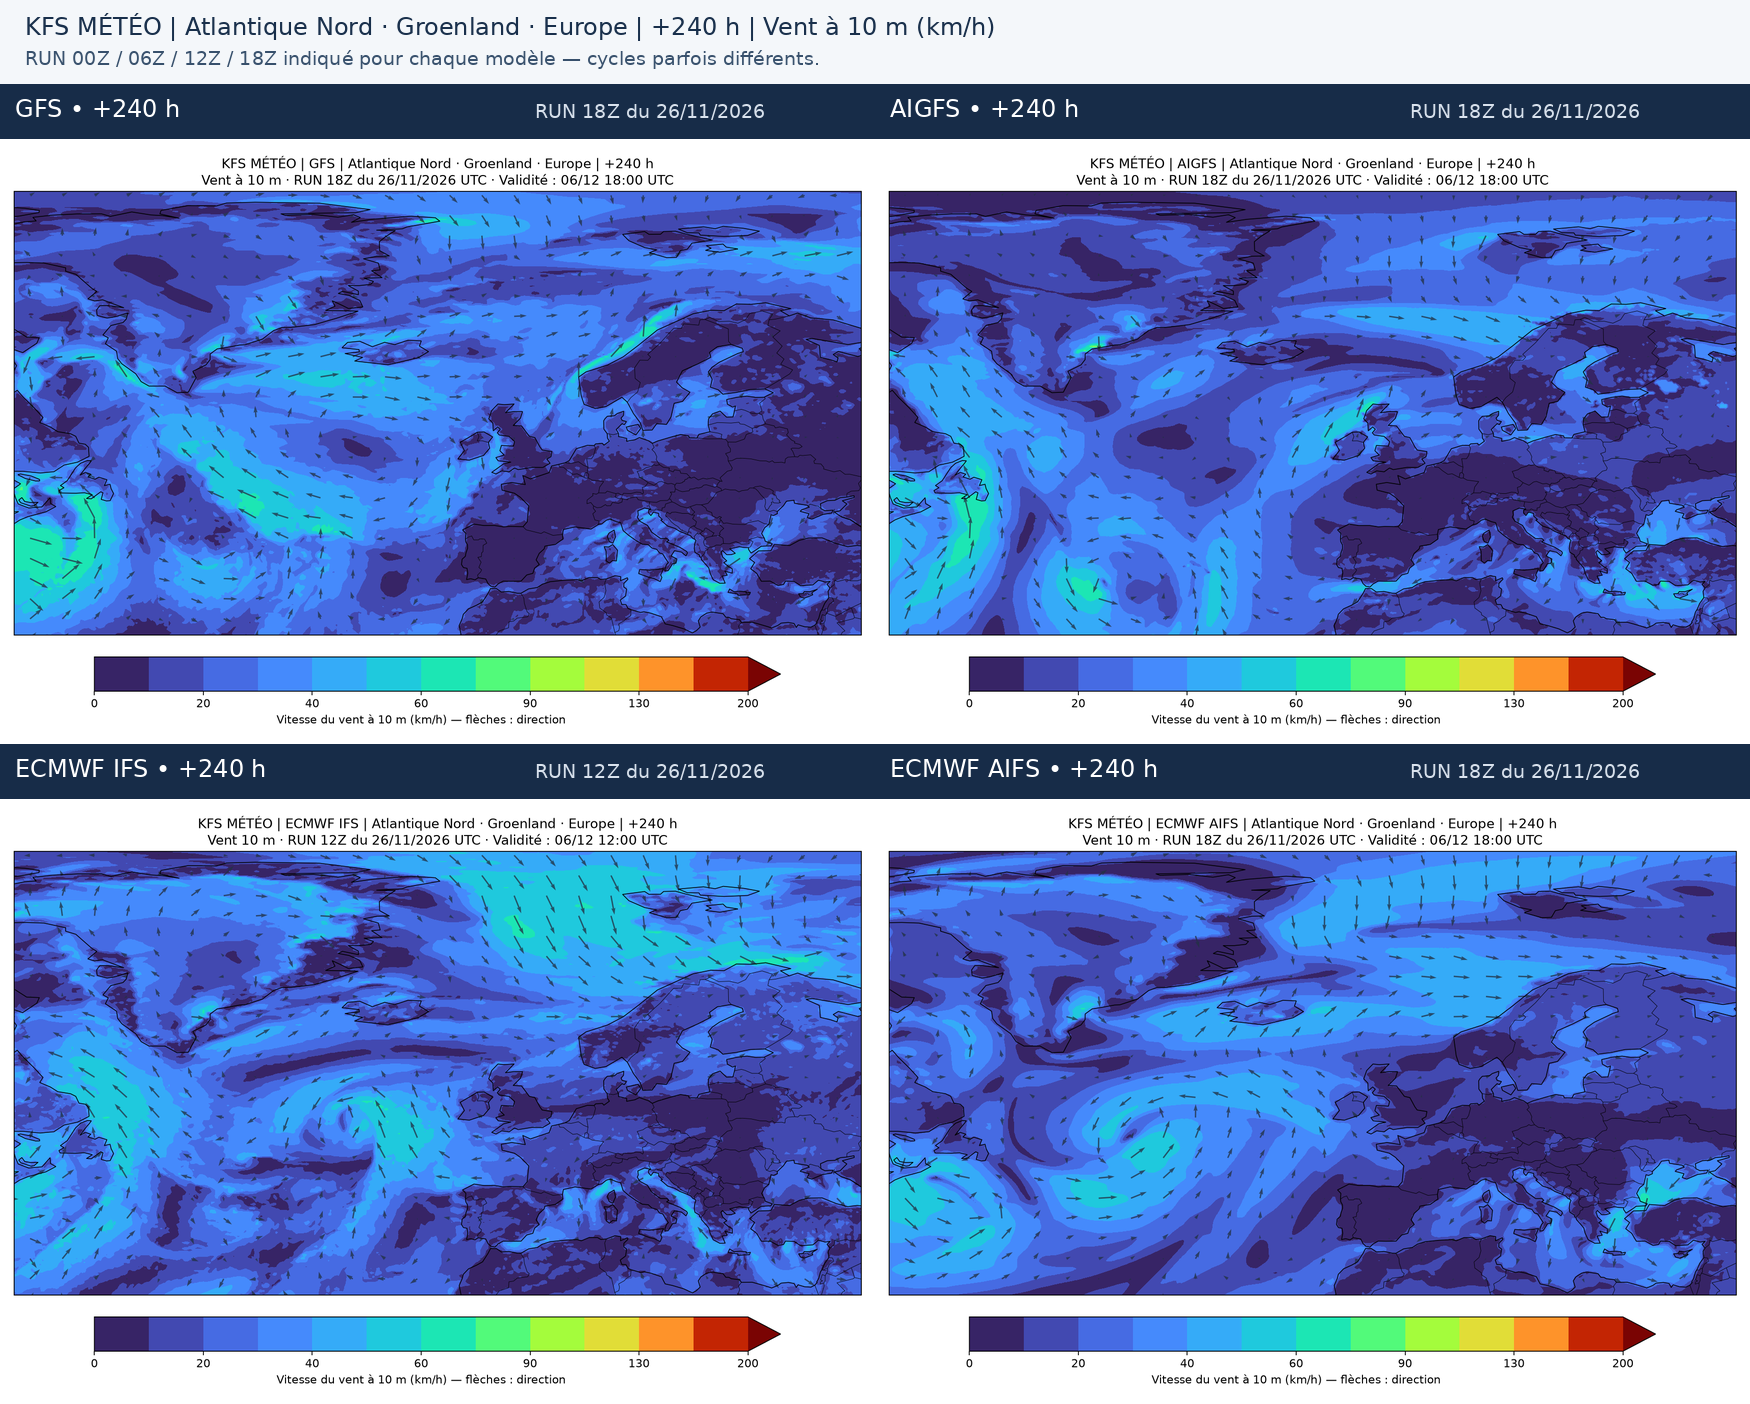 KFS MÉTÉO | Atlantique Nord · Groenland · Europe | +240 h | Vent à 10 m (km/h)
RUN 00Z / 06Z / 12Z / 18Z indiqué pour chaque modèle — cycles parfois différents.
GFS • +240 h
RUN 18Z du 26/11/2026
KFS MÉTÉO | GFS | Atlantique Nord · Groenland · Europe | +240 h
Vent à 10 m · RUN 18Z du 26/11/2026 UTC · Validité : 06/12 18:00 UTC
0 20 40 60 90 130 200
Vitesse du vent à 10 m (km/h) — flèches : direction
AIGFS • +240 h
RUN 18Z du 26/11/2026
KFS MÉTÉO | AIGFS | Atlantique Nord · Groenland · Europe | +240 h
Vent à 10 m · RUN 18Z du 26/11/2026 UTC · Validité : 06/12 18:00 UTC
0 20 40 60 90 130 200
Vitesse du vent à 10 m (km/h) — flèches : direction
ECMWF IFS • +240 h
RUN 12Z du 26/11/2026
KFS MÉTÉO | ECMWF IFS | Atlantique Nord · Groenland · Europe | +240 h
Vent 10 m · RUN 12Z du 26/11/2026 UTC · Validité : 06/12 12:00 UTC
0 20 40 60 90 130 200
Vitesse du vent à 10 m (km/h) — flèches : direction
ECMWF AIFS • +240 h
RUN 18Z du 26/11/2026
KFS MÉTÉO | ECMWF AIFS | Atlantique Nord · Groenland · Europe | +240 h
Vent 10 m · RUN 18Z du 26/11/2026 UTC · Validité : 06/12 18:00 UTC
0 20 40 60 90 130 200
Vitesse du vent à 10 m (km/h) — flèches : direction